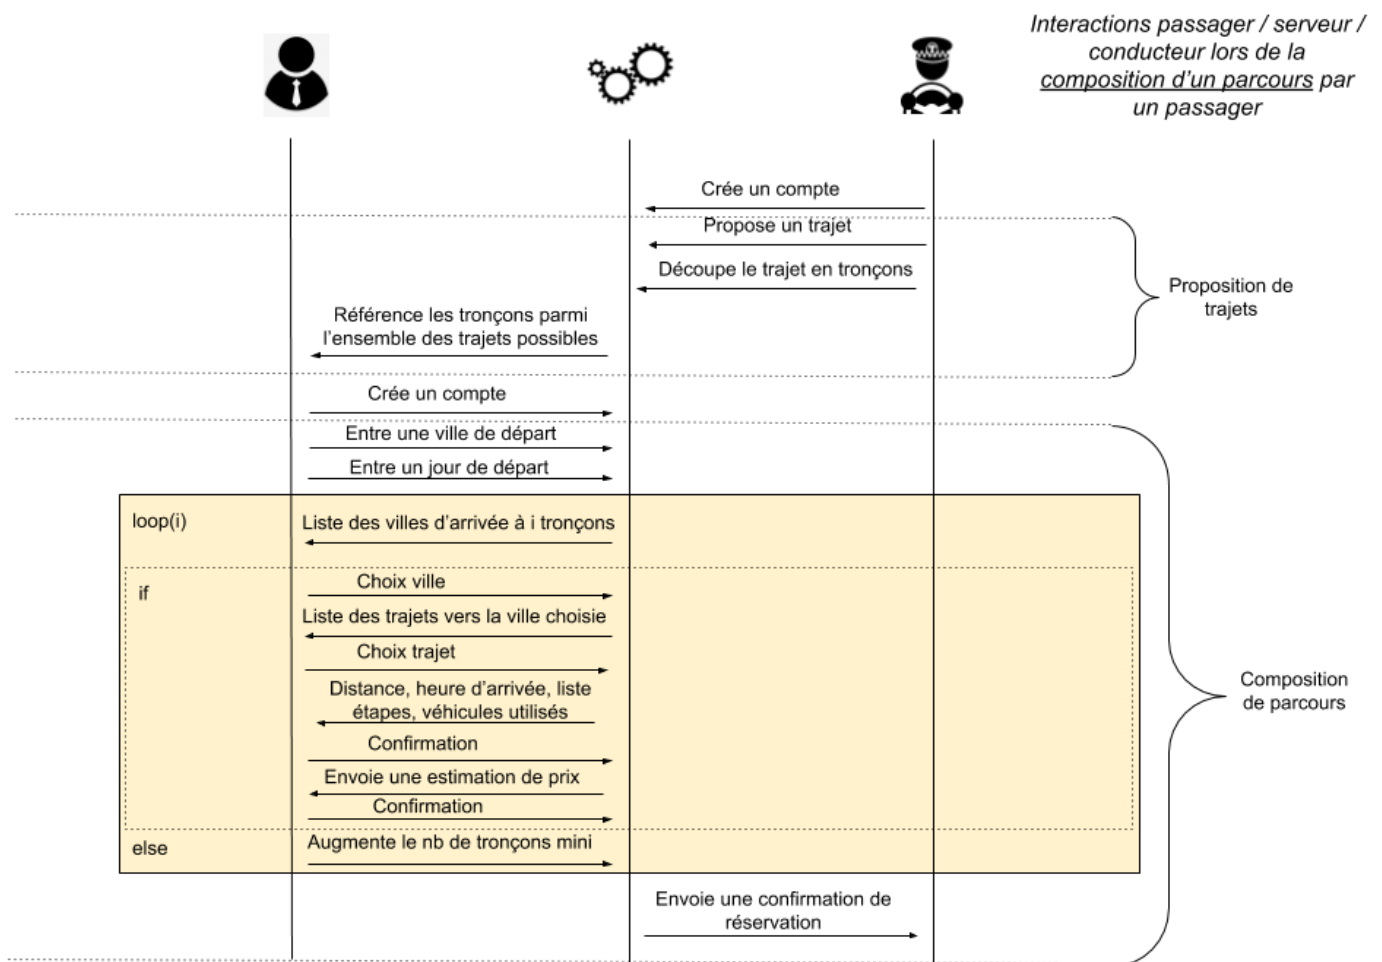 Interactions passager / serveur /
conducteur lors de la
composition d'un parcours par
un passager
Crée un compte
Propose un trajet
Découpe le trajet en tronçons
Proposition de
trajets
Référence les tronçons parmi
l'ensemble des trajets possibles
Crée un compte
Entre une ville de départ
Entre un jour de départ
loop(i)
Liste des villes d'arrivée à i tronçons
if
Choix ville
Liste des trajets vers la ville choisie
Choix trajet
Distance, heure d'arrivée, liste
étapes, véhicules utilisés
Composition
de parcours
Confirmation
Envoie une estimation de prix
Confirmation
else
Augmente le nb de tronçons mini
Envoie une confirmation de
réservation